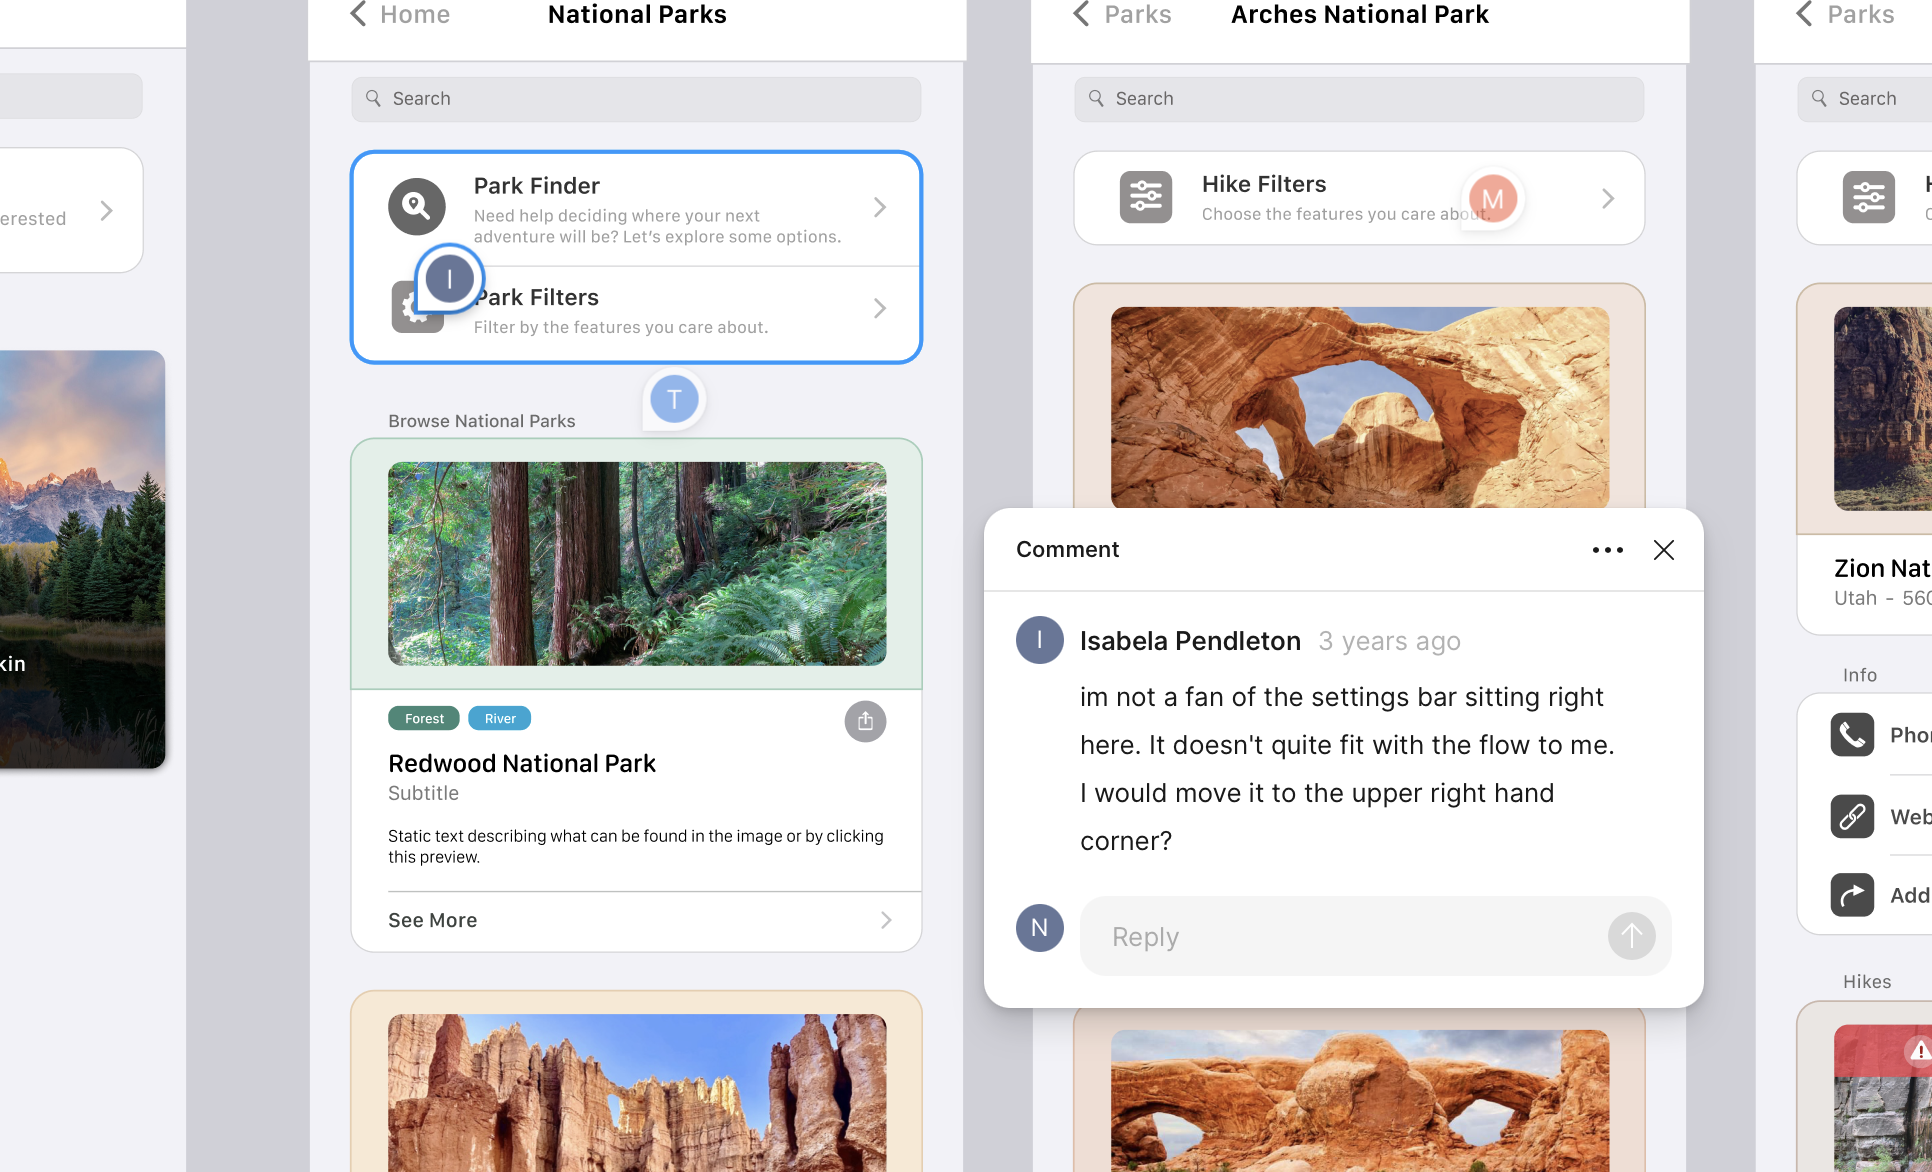 erested
kin
Home
National Parks
Search
Park Finder
Need help deciding where your next
adventure will be? Let's explore some options.
I
Park Filters
Filter by the features you care about.
T
Browse National Parks
Forest
River
Redwood National Park
Subtitle
Static text describing what can be found in the image or by clicking
this preview.
See More
Parks
Arches National Park
Search
Hike Filters
Choose the features you care about.
M
Comment
I
Isabela Pendleton
3 years ago
im not a fan of the settings bar sitting right
here. It doesn't quite fit with the flow to me.
I would move it to the upper right hand
corner?
N
Reply
Parks
Search
Zion Nat
Utah - 560
Info
Phon
Web
Add
Hikes